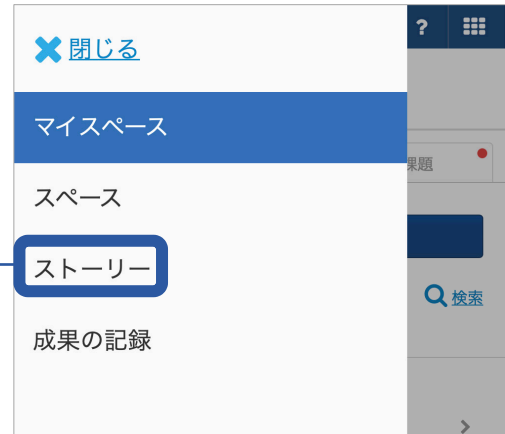 閉じる
?
マイスペース
課題
スペース
ストーリー
検索
成果の記録